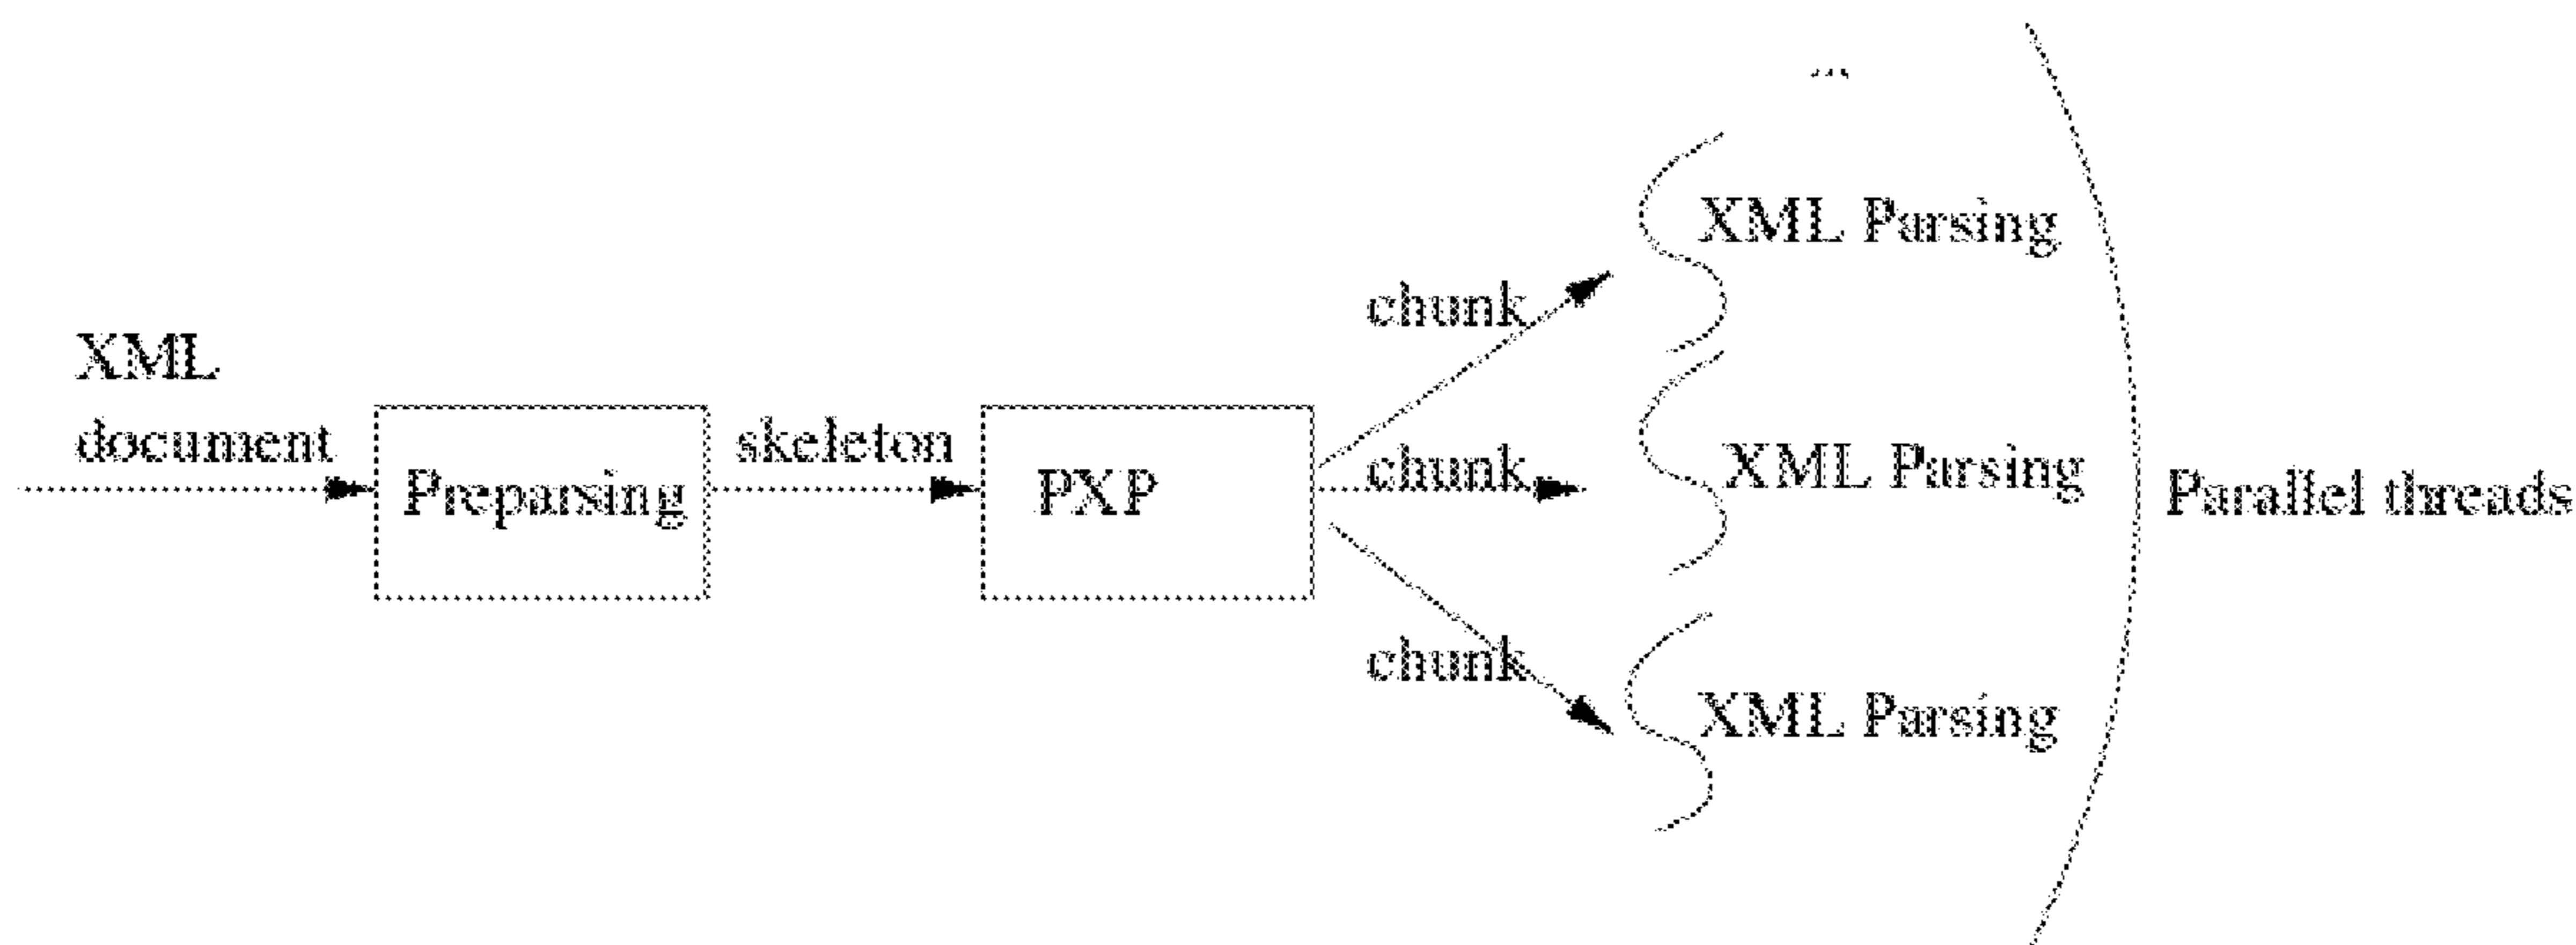 XML
document
Preparsing
skeleton
PXP
chunk
chunk
chunk
...
XML Parsing
XML Parsing
XML Parsing
Parallel threads